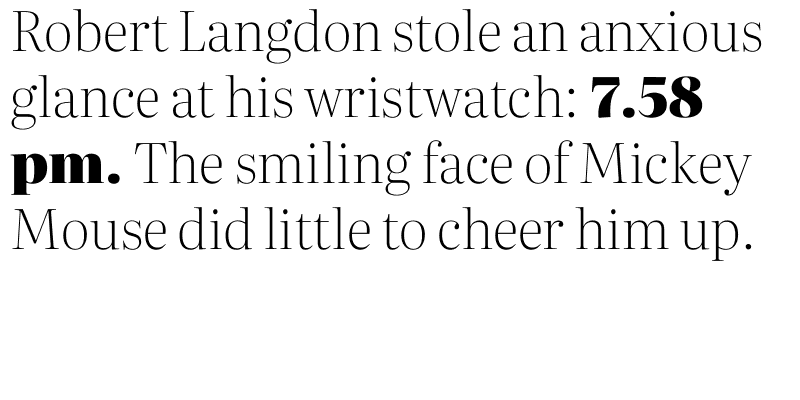 Robert Langdon stole an anxious
glance at his wristwatch: 7.58
pm. The smiling face of Mickey
Mouse did little to cheer him up.